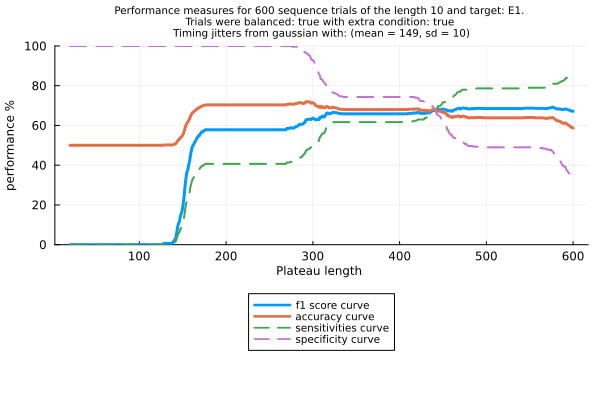 Performance measures for 600 sequence trials of the length 10 and target: E1.
Trials were balanced: true with extra condition: true
Timing jitters from gaussian with: (mean = 149, sd = 10)
100
80
60
40
20
0
performance %
100 200 300 400 500 600
Plateau length
f1 score curve
accuracy curve
sensitivities curve
specificity curve